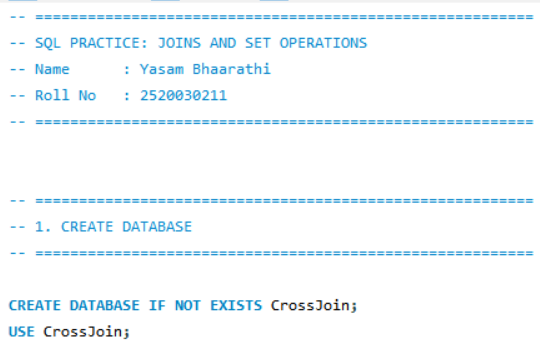 -- =========================================================
-- SQL PRACTICE: JOINS AND SET OPERATIONS
-- Name      : Yasam Bhaarathi
-- Roll No   : 2520030211
-- =========================================================
-- =========================================================
-- 1. CREATE DATABASE
-- =========================================================
CREATE DATABASE IF NOT EXISTS CrossJoin;
USE CrossJoin;